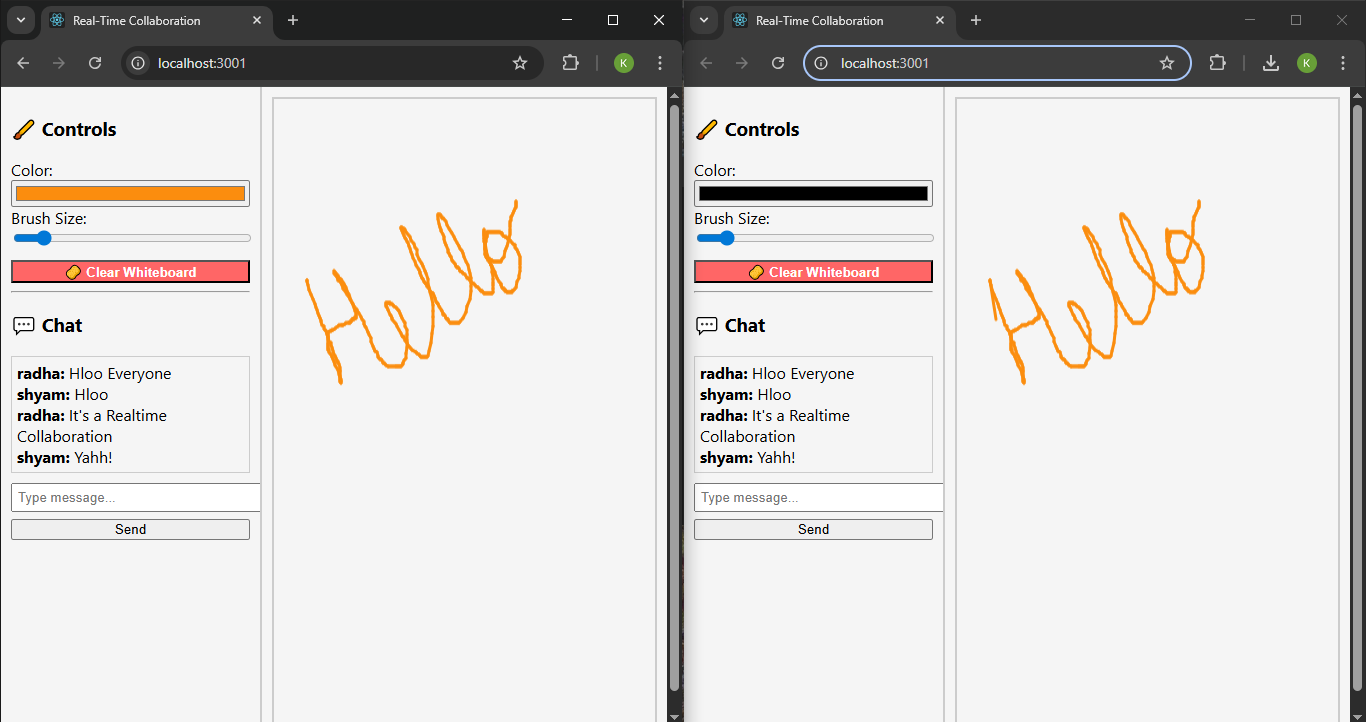 Real-Time Collaboration
localhost:3001
Controls
Color:
Brush Size:
Clear Whiteboard
Chat
radha: Hloo Everyone
shyam: Hloo
radha: It's a Realtime
Collaboration
shyam: Yahh!
Type message...
Send
Hello
K
Real-Time Collaboration
localhost:3001
K
Controls
Color:
Brush Size:
Clear Whiteboard
Chat
radha: Hloo Everyone
shyam: Hloo
radha: It's a Realtime
Collaboration
shyam: Yahh!
Type message...
Send
Hello